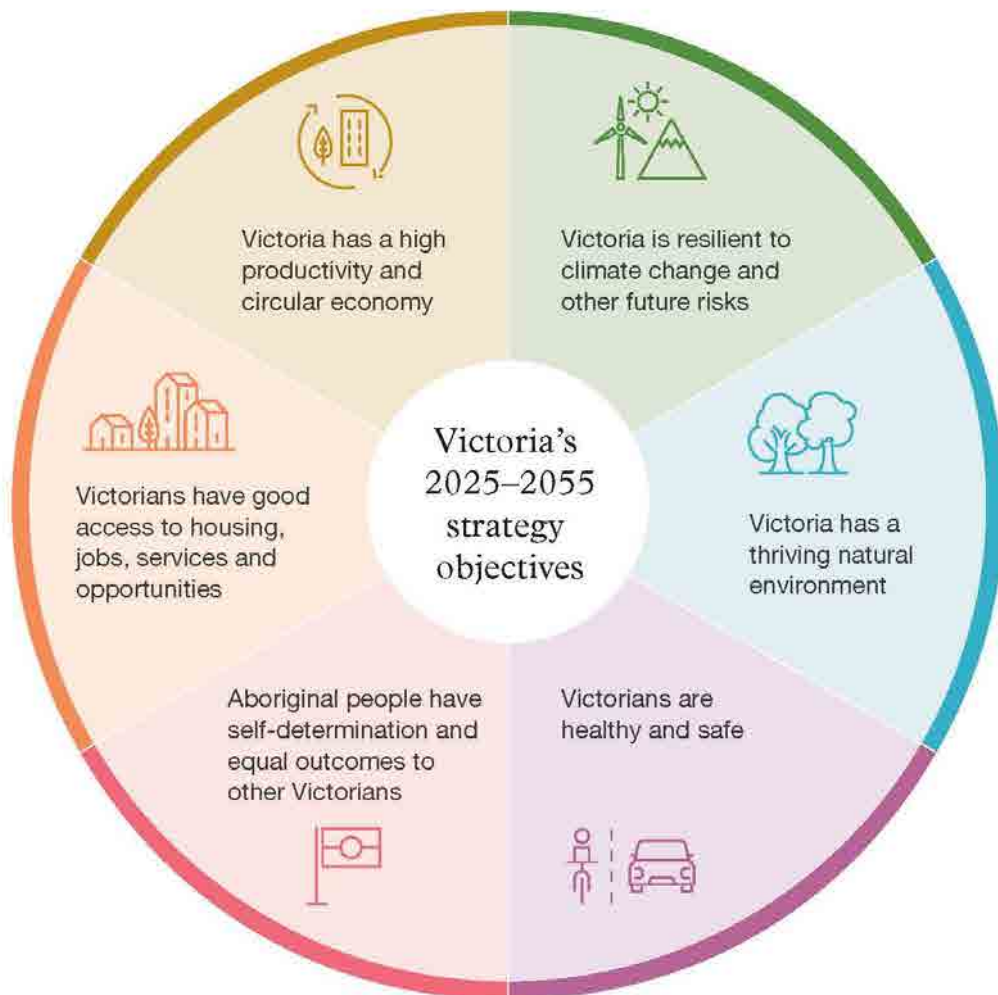 Victoria has a high
productivity and
circular economy
Victoria is resilient to
climate change and
other future risks
Victorians have good
access to housing,
jobs, services and
opportunities
Victoria's
2025–2055
strategy
objectives
Victoria has a
thriving natural
environment
Aboriginal people have
self-determination and
equal outcomes to
other Victorians
Victorians are
healthy and safe